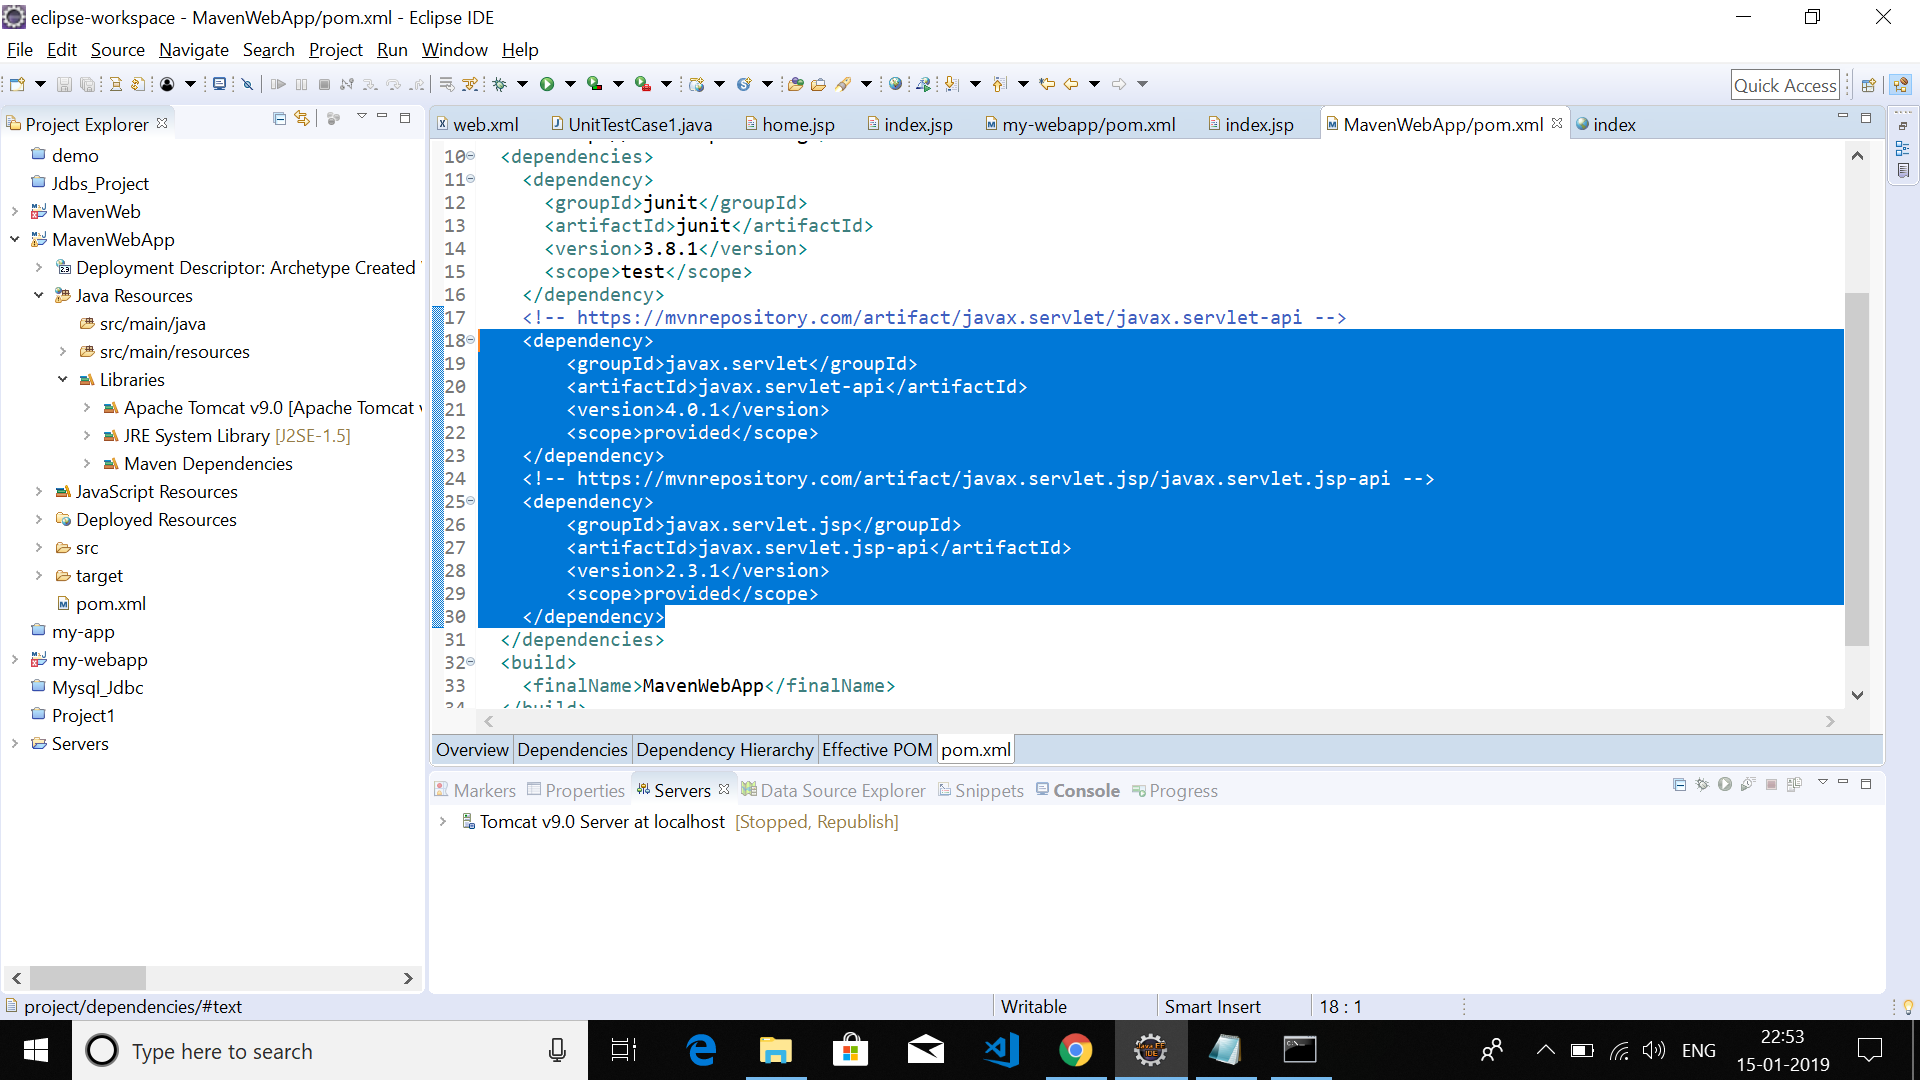 eclipse-workspace - MavenWebApp/pom.xml - Eclipse IDE
File Edit Source Navigate Search Project Run Window Help
Quick Access
Project Explorer
demo
Jdbs_Project
MavenWeb
MavenWebApp
Deployment Descriptor: Archetype Created
Java Resources
src/main/java
src/main/resources
Libraries
Apache Tomcat v9.0 [Apache Tomcat
JRE System Library [J2SE-1.5]
Maven Dependencies
JavaScript Resources
Deployed Resources
src
target
pom.xml
my-app
my-webapp
Mysql_Jdbc
Project1
Servers
web.xml UnitTestCase1.java home.jsp index.jsp my-webapp/pom.xml index.jsp MavenWebApp/pom.xml index
10 <dependencies>
11 <dependency>
12 <groupId>junit</groupId>
13 <artifactId>junit</artifactId>
14 <version>3.8.1</version>
15 <scope>test</scope>
16 </dependency>
17 <!-- https://mvnrepository.com/artifact/javax.servlet/javax.servlet-api -->
18 <dependency>
19 <groupId>javax.servlet</groupId>
20 <artifactId>javax.servlet-api</artifactId>
21 <version>4.0.1</version>
22 <scope>provided</scope>
23 </dependency>
24 <!-- https://mvnrepository.com/artifact/javax.servlet.jsp/javax.servlet.jsp-api -->
25 <dependency>
26 <groupId>javax.servlet.jsp</groupId>
27 <artifactId>javax.servlet.jsp-api</artifactId>
28 <version>2.3.1</version>
29 <scope>provided</scope>
30 </dependency>
31 </dependencies>
32 <build>
33 <finalName>MavenWebApp</finalName>
34 </build>
Overview Dependencies Dependency Hierarchy Effective POM pom.xml
Markers Properties Servers Data Source Explorer Snippets Console Progress
Tomcat v9.0 Server at localhost [Stopped, Republish]
project/dependencies/#text
Writable
Smart Insert
18 : 1
Type here to search
ENG
22:53
15-01-2019